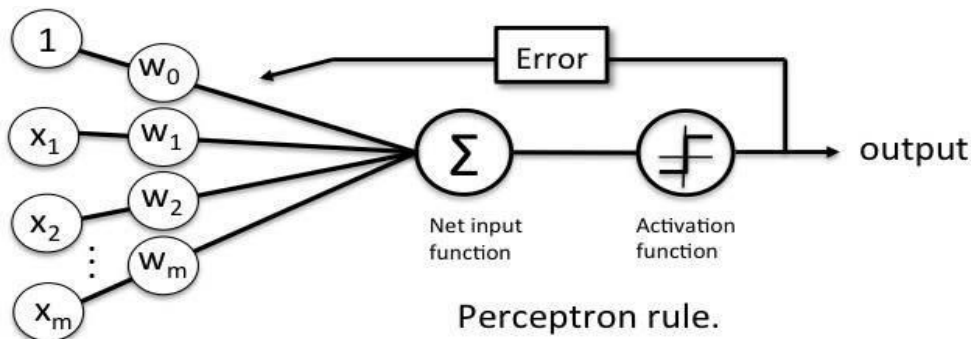 1
w₀
Error
x₁
w₁
Σ
output
x₂
w₂
⋮
wₘ
xₘ
Net input
function
Activation
function
Perceptron rule.